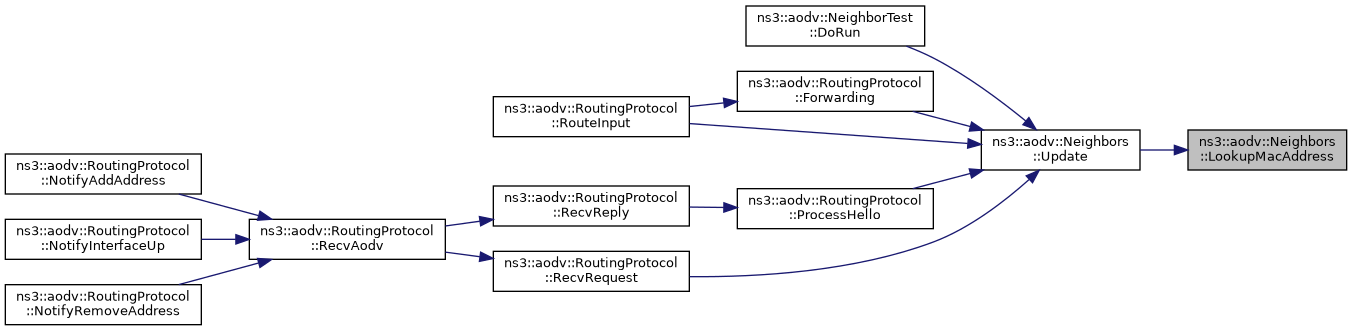 ns3::aodv::NeighborTest
::DoRun
ns3::aodv::RoutingProtocol
::Forwarding
ns3::aodv::RoutingProtocol
::RouteInput
ns3::aodv::Neighbors
::Update
ns3::aodv::Neighbors
::LookupMacAddress
ns3::aodv::RoutingProtocol
::NotifyAddAddress
ns3::aodv::RoutingProtocol
::RecvReply
ns3::aodv::RoutingProtocol
::ProcessHello
ns3::aodv::RoutingProtocol
::NotifyInterfaceUp
ns3::aodv::RoutingProtocol
::RecvAodv
ns3::aodv::RoutingProtocol
::RecvRequest
ns3::aodv::RoutingProtocol
::NotifyRemoveAddress